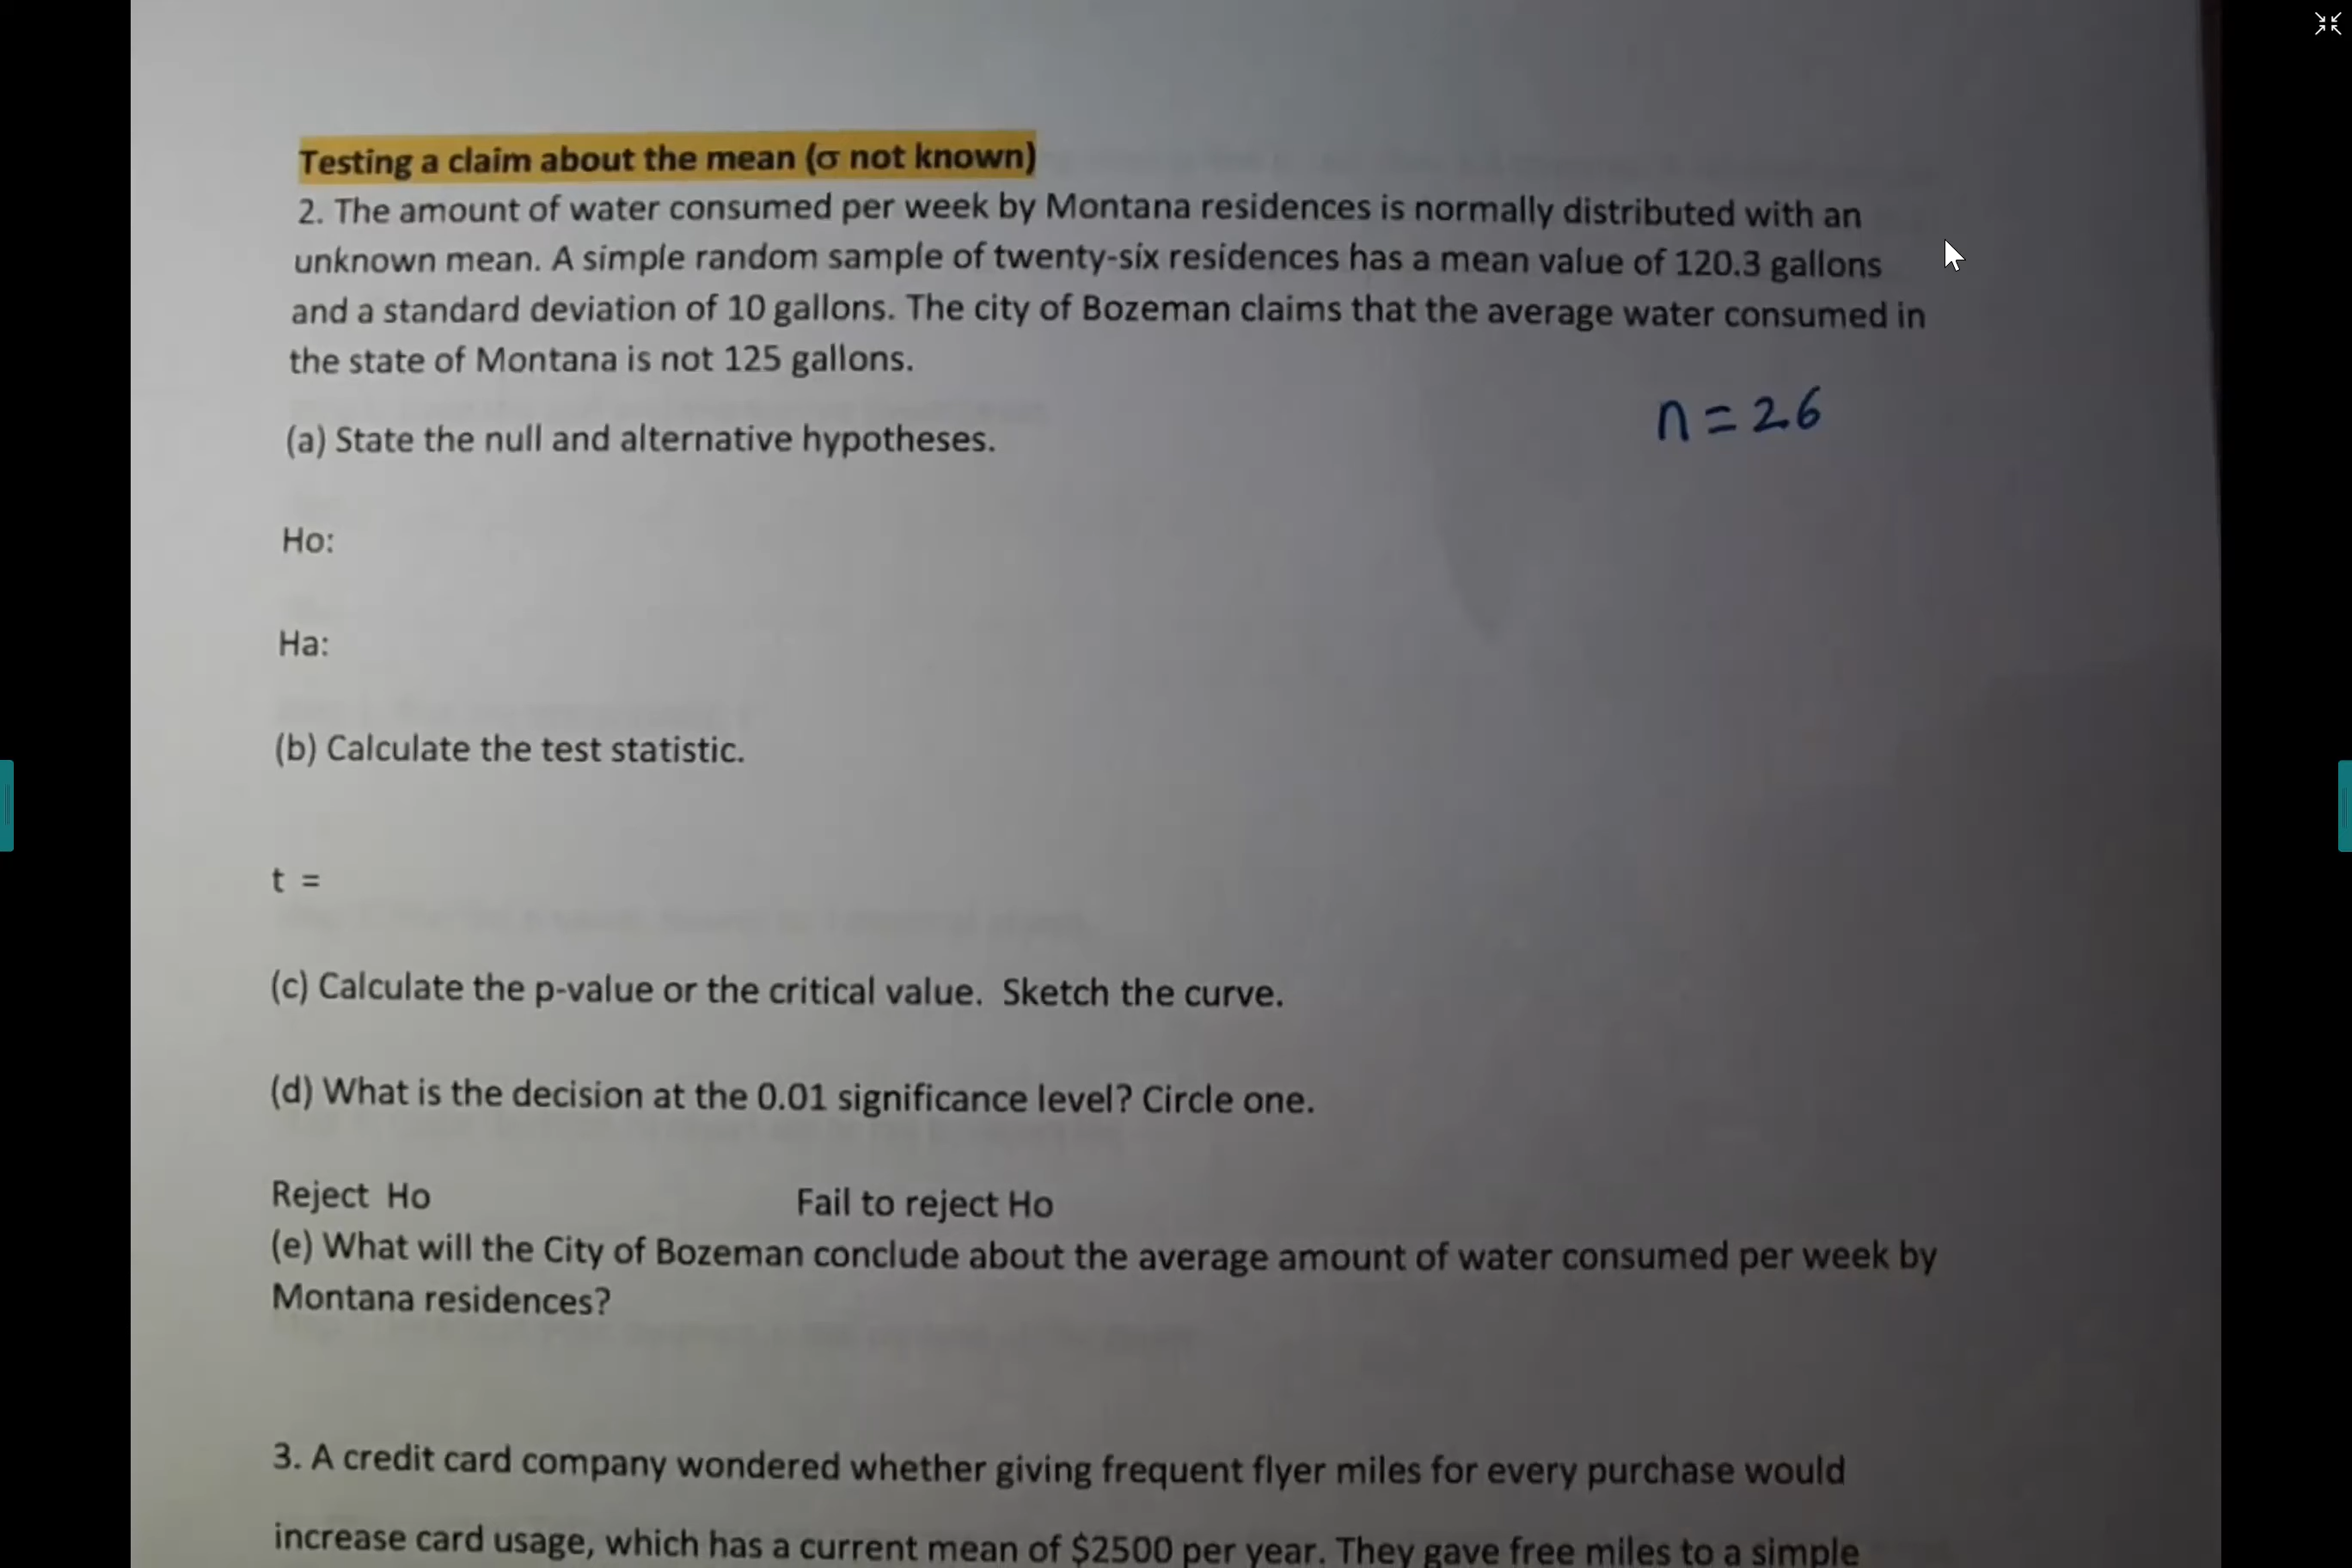 Testing a claim about the mean (σ not known)
2. The amount of water consumed per week by Montana residences is normally distributed with an
unknown mean. A simple random sample of twenty-six residences has a mean value of 120.3 gallons
and a standard deviation of 10 gallons. The city of Bozeman claims that the average water consumed in
the state of Montana is not 125 gallons.
n = 26
(a) State the null and alternative hypotheses.
Ho:
Ha:
(b) Calculate the test statistic.
t =
(c) Calculate the p-value or the critical value. Sketch the curve.
(d) What is the decision at the 0.01 significance level? Circle one.
Reject Ho Fail to reject Ho
(e) What will the City of Bozeman conclude about the average amount of water consumed per week by
Montana residences?
3. A credit card company wondered whether giving frequent flyer miles for every purchase would
increase card usage, which has a current mean of $2500 per year. They gave free miles to a simple